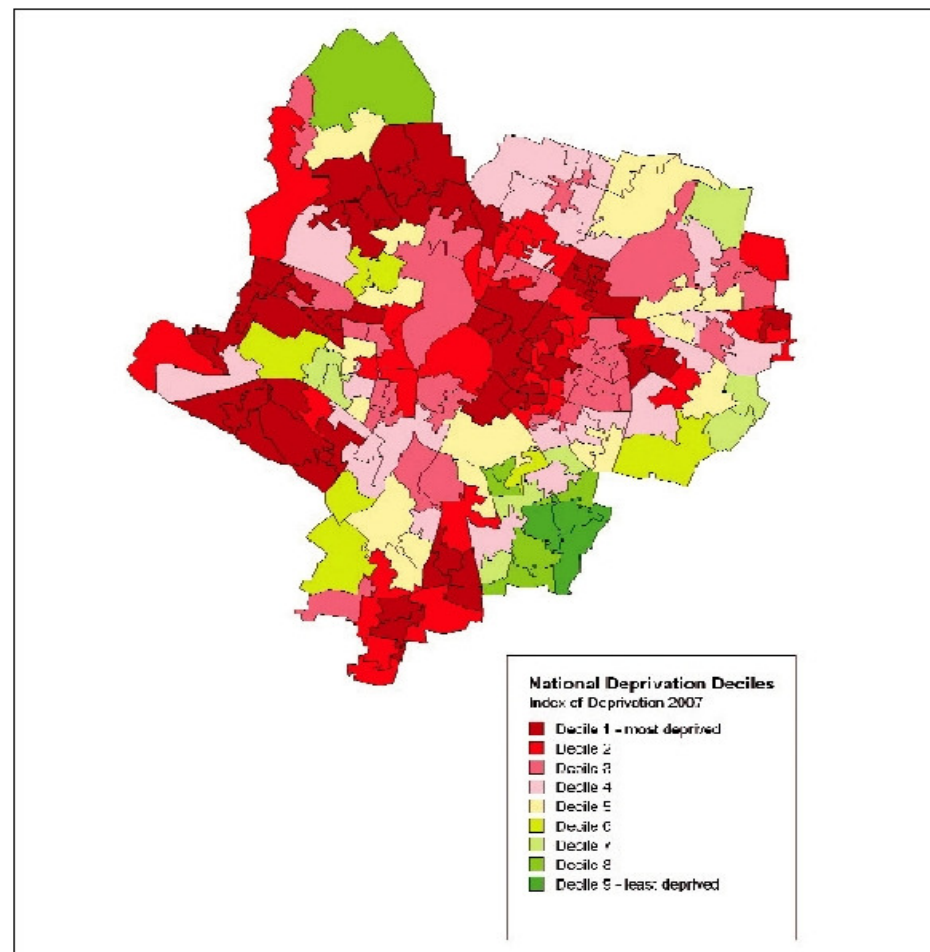 National Deprivation Deciles
Index of Deprivation 2007
Decile 1 - most deprived
Decile 2
Decile 3
Decile 4
Decile 5
Decile 6
Decile 7
Decile 8
Decile 9 - least deprived